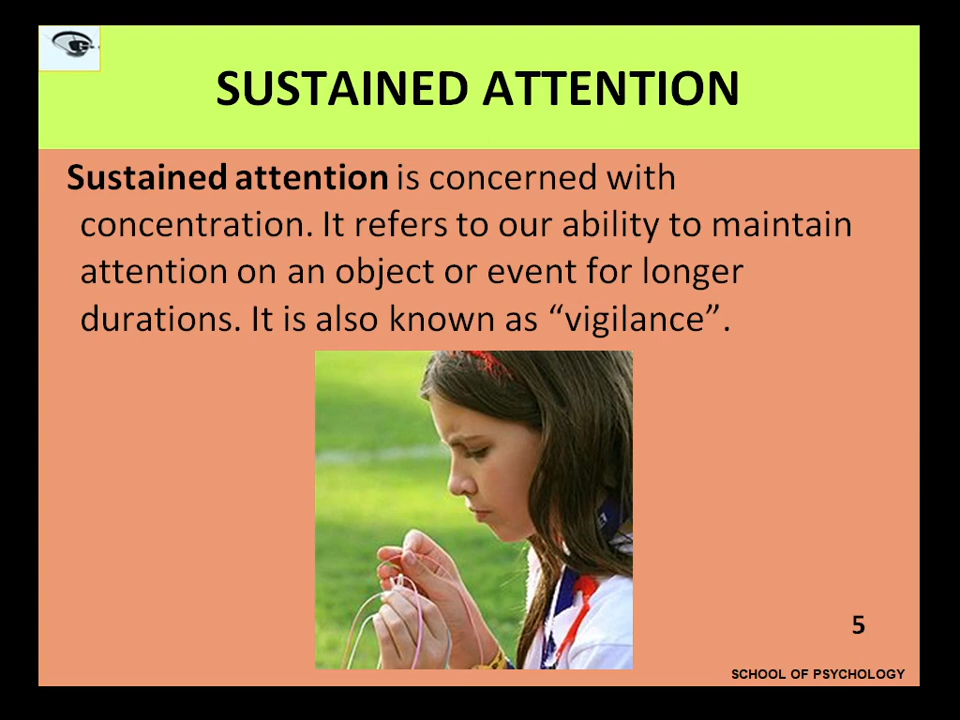 SUSTAINED ATTENTION
Sustained attention is concerned with
concentration. It refers to our ability to maintain
attention on an object or event for longer
durations. It is also known as “vigilance”.
5
SCHOOL OF PSYCHOLOGY